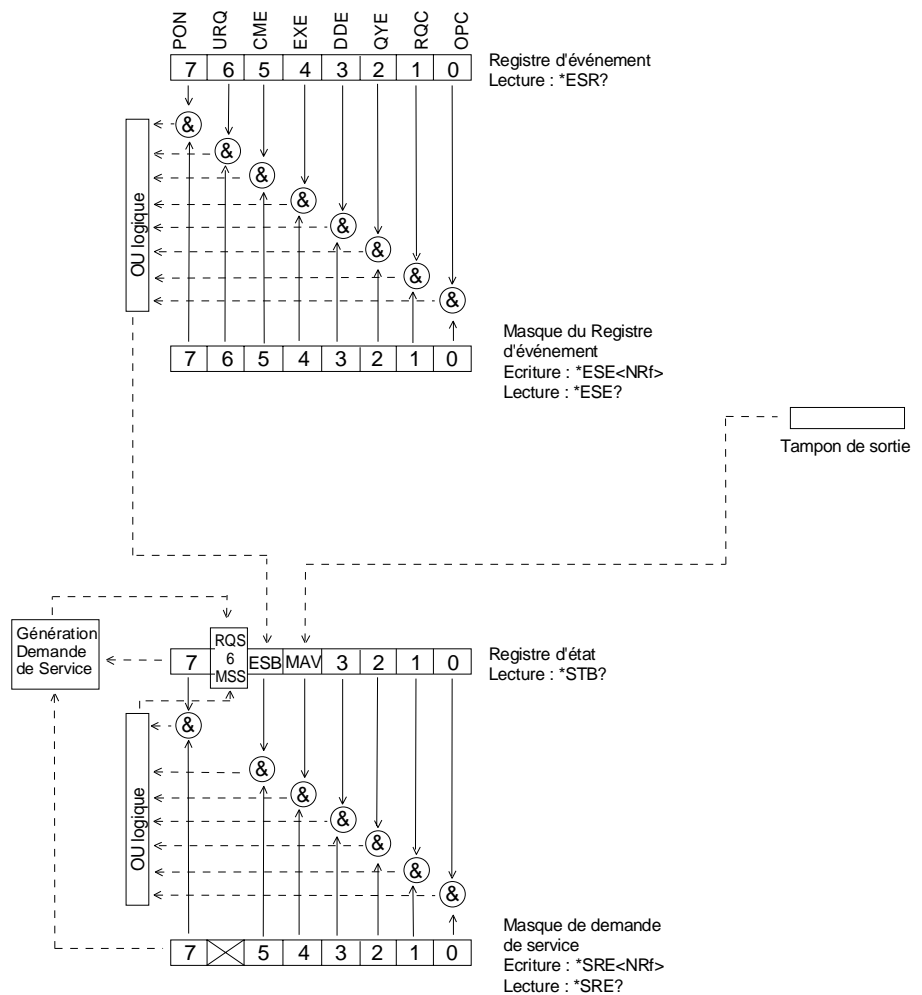 PON URQ CME EXE DDE QYE RQC OPC
7 6 5 4 3 2 1 0
Registre d'événement
Lecture : *ESR?
&
&
&
&
&
&
&
&
OU logique
7 6 5 4 3 2 1 0
Masque du Registre
d'événement
Ecriture : *ESE<NRf>
Lecture : *ESE?
Tampon de sortie
Génération
Demande
de Service
RQS
7 6 ESB MAV 3 2 1 0
MSS
Registre d'état
Lecture : *STB?
&
&
&
&
&
&
&
OU logique
7 5 4 3 2 1 0
Masque de demande
de service
Ecriture : *SRE<NRf>
Lecture : *SRE?